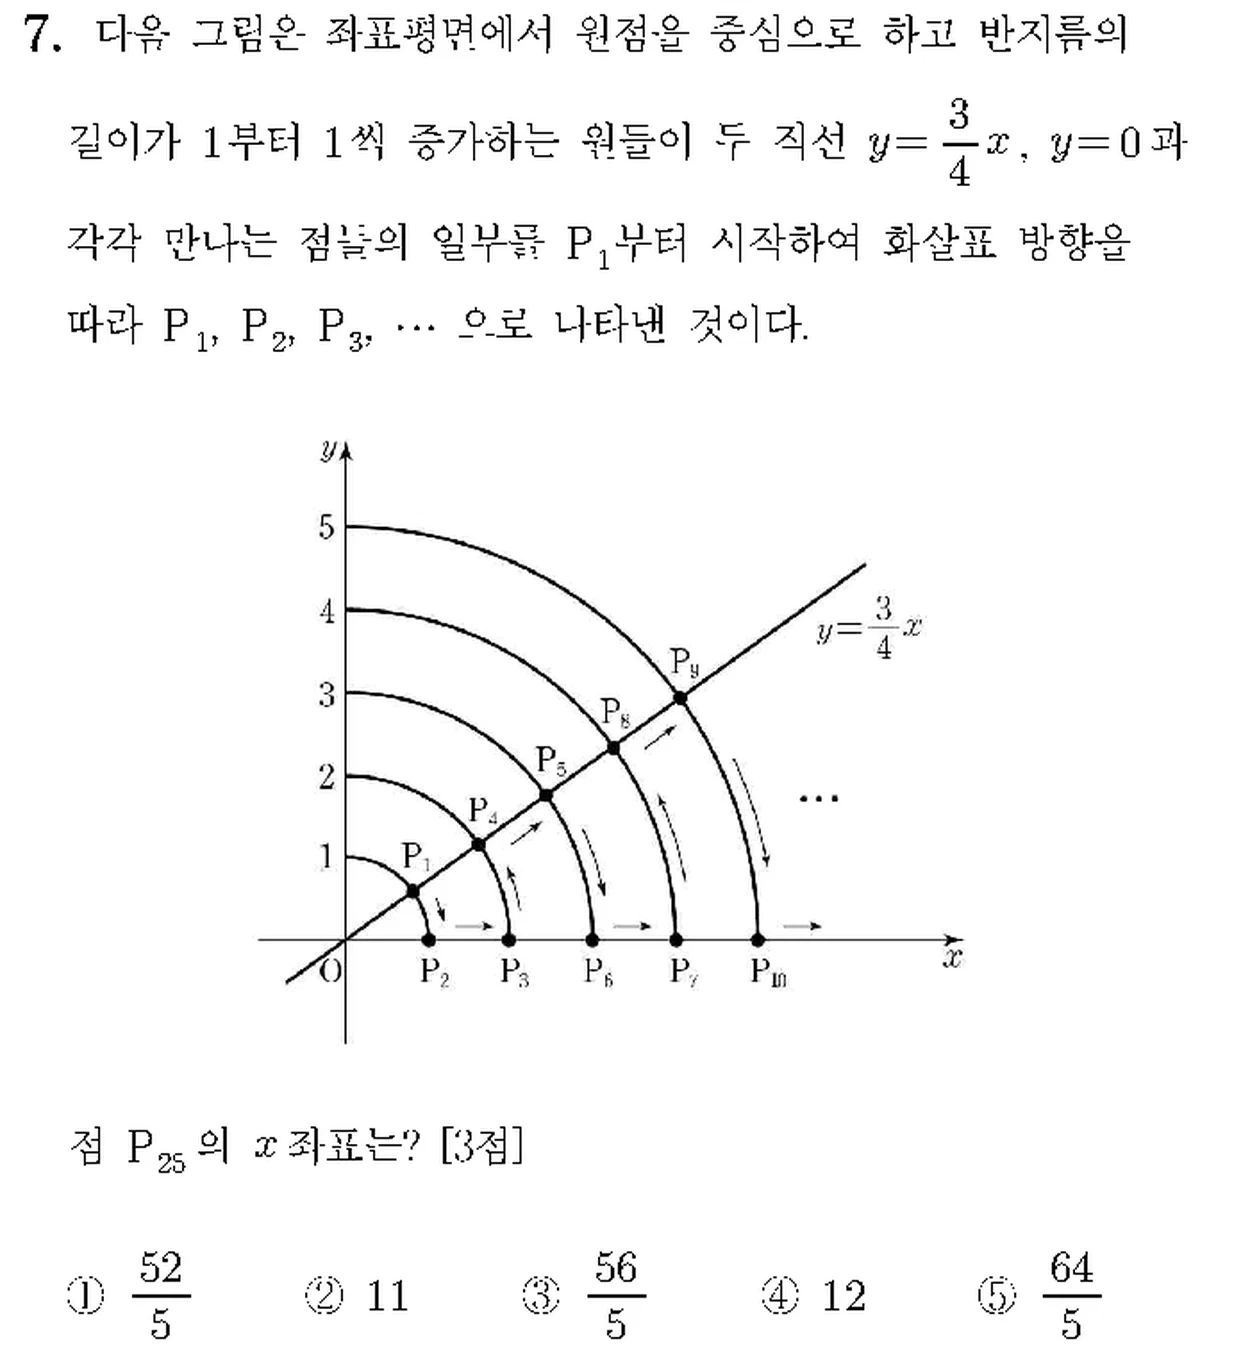 7. 다음 그림은 좌표평면에서 원점을 중심으로 하고 반지름의
길이가 1부터 1씩 증가하는 원들이 두 직선 y=3/4x, y=0과
각각 만나는 점들의 일부를 P₁부터 시작하여 화살표 방향을
따라 P₁, P₂, P₃, ⋯ 으로 나타낸 것이다.
y
5
4
3
2
1
y=3/4x
P₉
P₈
P₅
P₄
P₁
⋯
O
P₂
P₃
P₆
P₇
P₁₀
x
점 P₂₅의 x좌표는? [3점]
① 52/5 ② 11 ③ 56/5 ④ 12 ⑤ 64/5